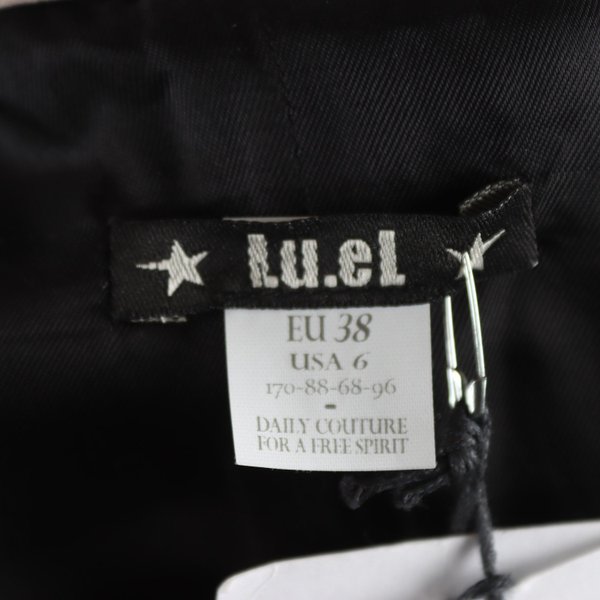 Lu.eL
EU 38
USA 6
170-88-68-96
-
DAILY COUTURE
FOR A FREE SPIRIT